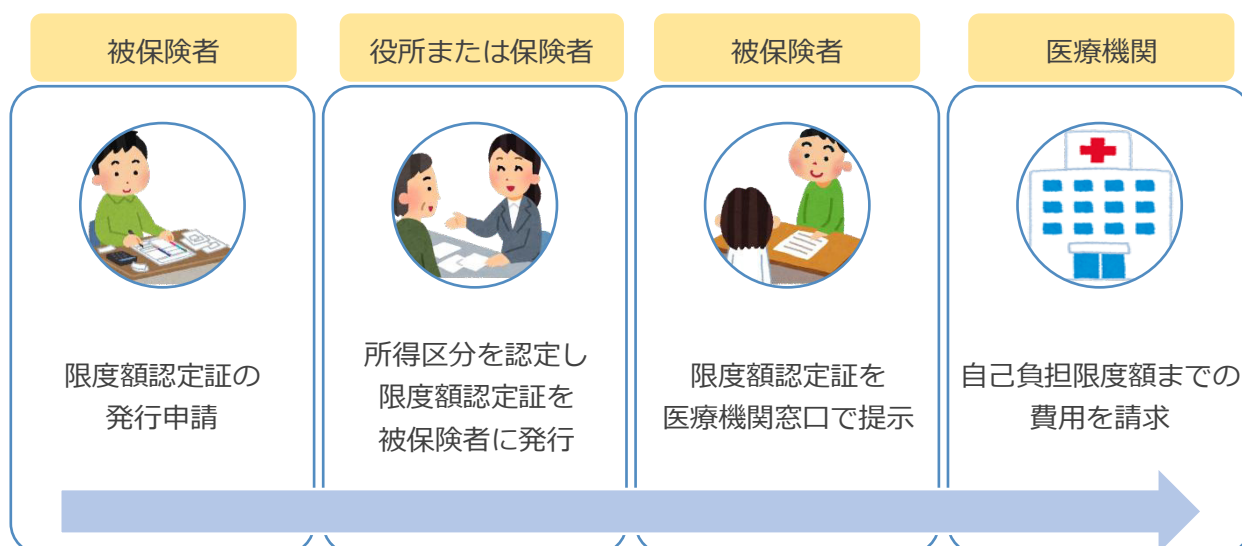 被保険者
限度額認定証の
発行申請
役所または保険者
所得区分を認定し
限度額認定証を
被保険者に発行
被保険者
限度額認定証を
医療機関窓口で提示
医療機関
自己負担限度額までの
費用を請求